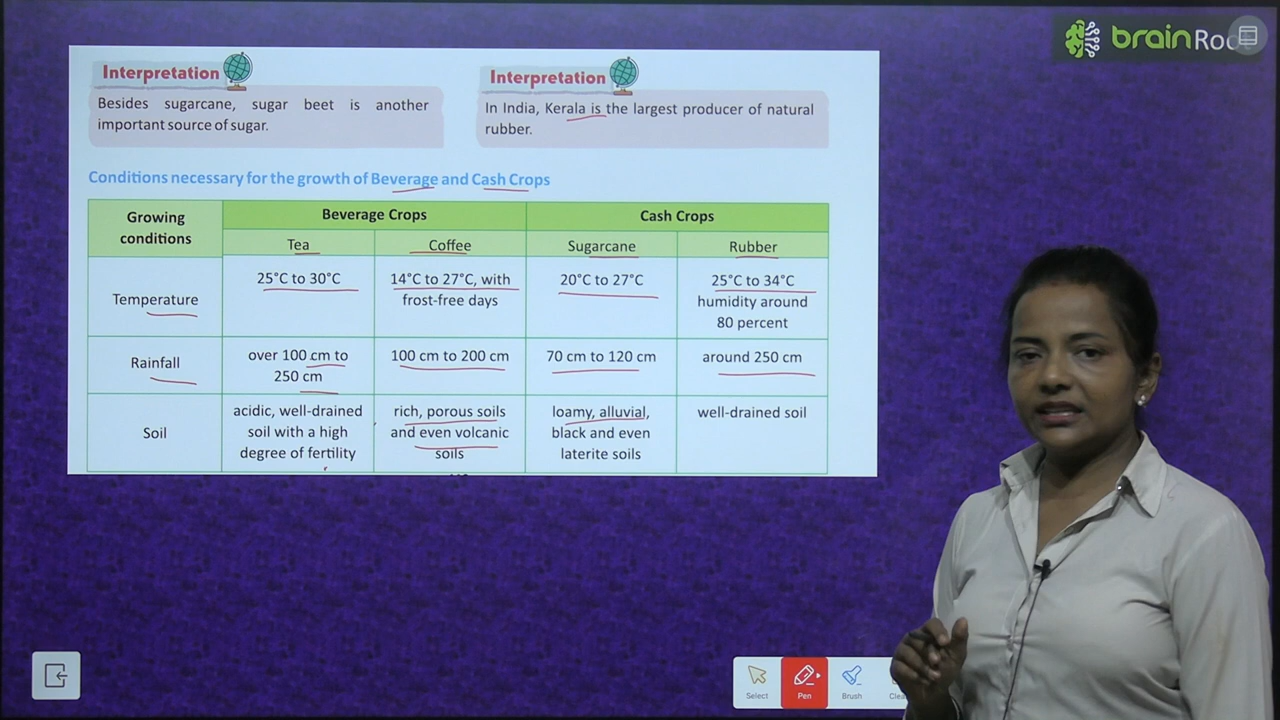 brainRoo
Interpretation
Besides sugarcane, sugar beet is another
important source of sugar.
Interpretation
In India, Kerala is the largest producer of natural
rubber.
Conditions necessary for the growth of Beverage and Cash Crops
Growing
conditions
Beverage Crops
Cash Crops
Tea
Coffee
Sugarcane
Rubber
Temperature
25°C to 30°C
14°C to 27°C, with
frost-free days
20°C to 27°C
25°C to 34°C
humidity around
80 percent
Rainfall
over 100 cm to
250 cm
100 cm to 200 cm
70 cm to 120 cm
around 250 cm
Soil
acidic, well-drained
soil with a high
degree of fertility
rich, porous soils
and even volcanic
soils
loamy, alluvial,
black and even
laterite soils
well-drained soil
Select
Pen
Brush